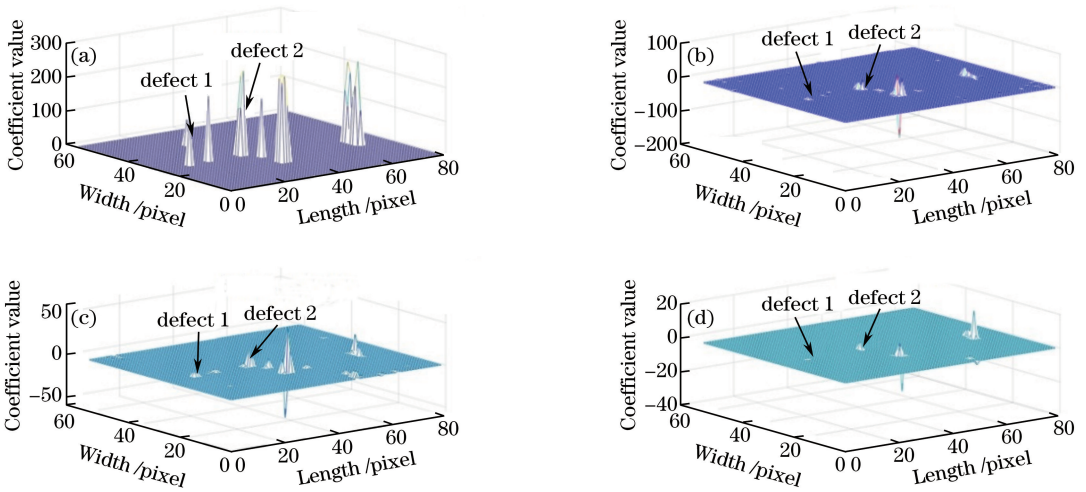 (a)
Coefficient value
300
200
100
0
defect 1
defect 2
60
40
20
0
Width /pixel
0
20
40
60
80
Length /pixel
(b)
Coefficient value
100
0
−100
−200
defect 1
defect 2
60
40
20
0
Width /pixel
0
20
40
60
80
Length /pixel
(c)
Coefficient value
50
0
−50
defect 1
defect 2
60
40
20
0
Width /pixel
0
20
40
60
80
Length /pixel
(d)
Coefficient value
20
0
−20
−40
defect 1
defect 2
60
40
20
0
Width /pixel
0
20
40
60
80
Length /pixel